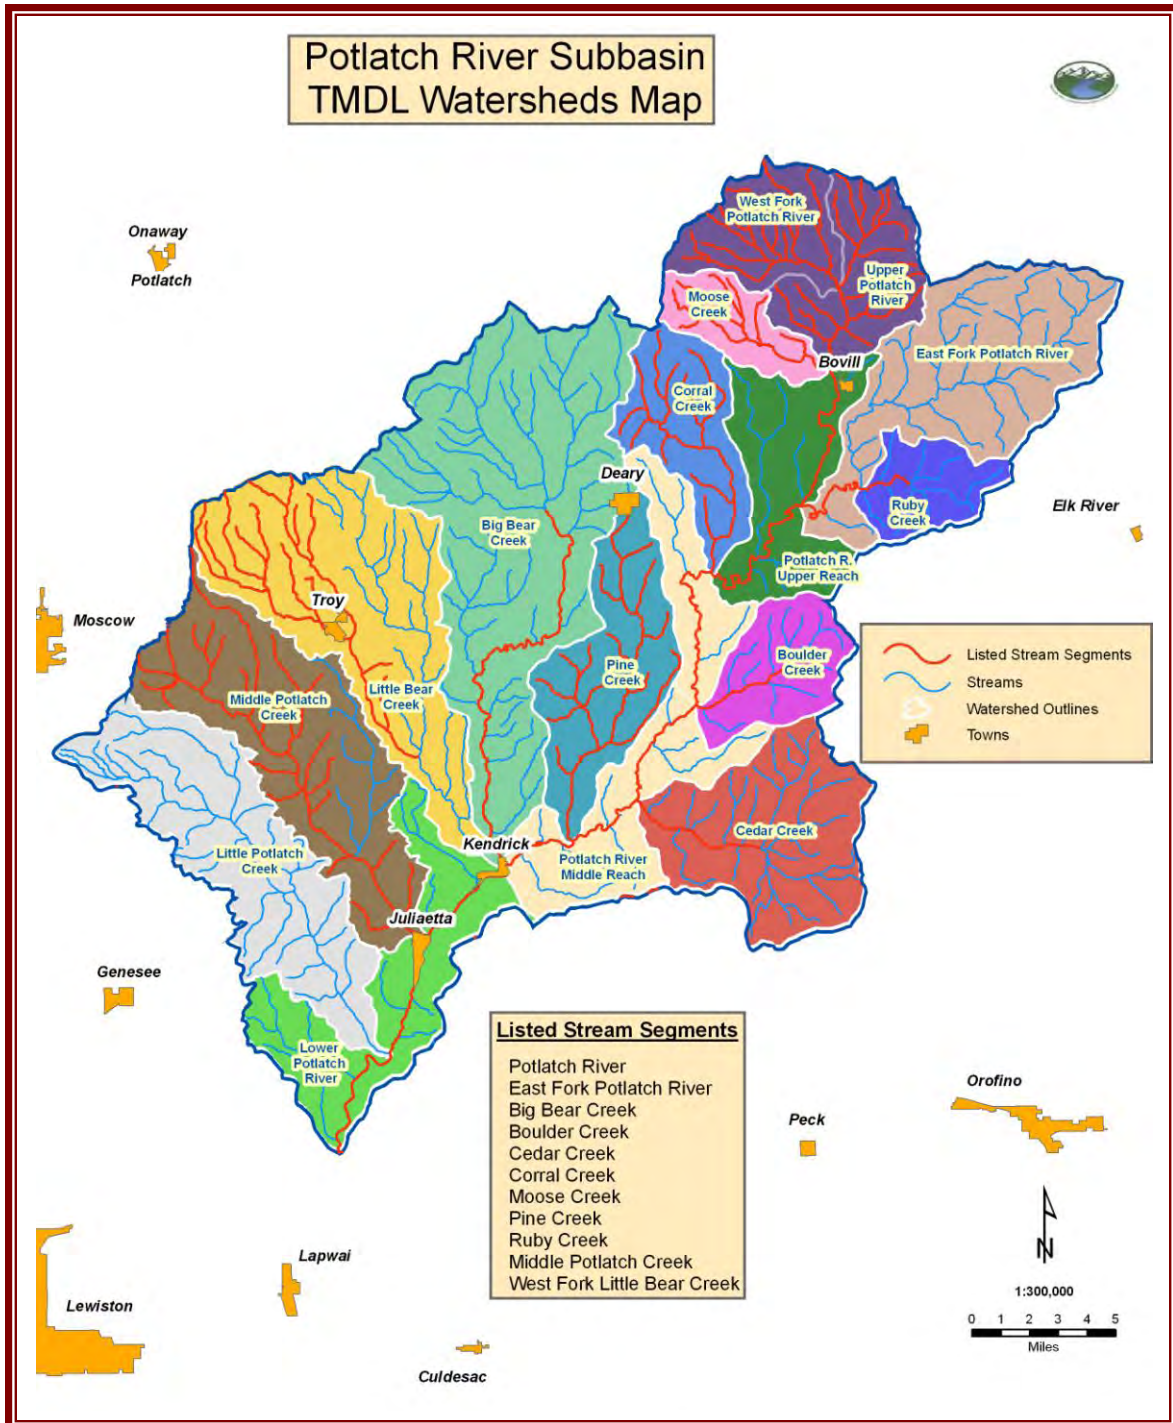 Potlatch River Subbasin
TMDL Watersheds Map
Onaway
Potlatch
West Fork
Potlatch River
Upper
Potlatch
River
Moose
Creek
Bovill
East Fork Potlatch River
Corral
Creek
Deary
Ruby
Creek
Elk River
Big Bear
Creek
Potlatch R.
Upper Reach
Troy
Moscow
Boulder
Creek
Pine
Creek
Little Bear
Creek
Middle Potlatch
Creek
Listed Stream Segments
Streams
Watershed Outlines
Towns
Cedar Creek
Kendrick
Little Potlatch
Creek
Potlatch River
Middle Reach
Juliaetta
Genesee
Lower
Potlatch
River
Listed Stream Segments
Potlatch River
East Fork Potlatch River
Big Bear Creek
Boulder Creek
Cedar Creek
Corral Creek
Moose Creek
Pine Creek
Ruby Creek
Middle Potlatch Creek
West Fork Little Bear Creek
Peck
Orofino
N
1:300,000
0 1 2 3 4 5
Miles
Lapwai
Lewiston
Culdesac